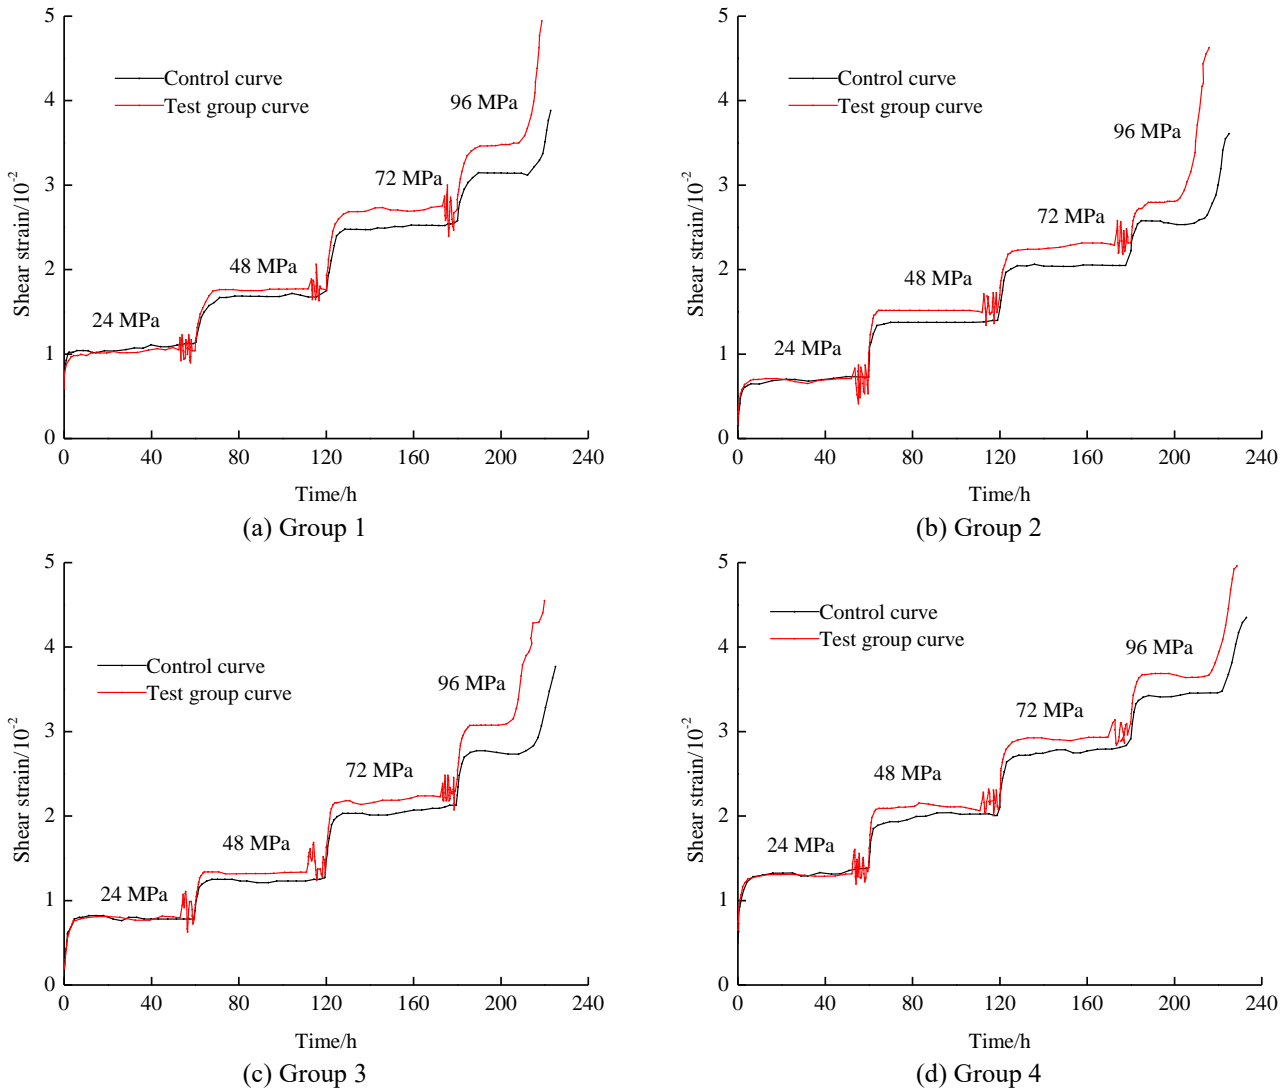 5
4
3
2
1
0
Shear strain/10⁻²
Control curve
Test group curve
24 MPa
48 MPa
72 MPa
96 MPa
0 40 80 120 160 200 240
Time/h
(a) Group 1
5
4
3
2
1
0
Shear strain/10⁻²
Control curve
Test group curve
24 MPa
48 MPa
72 MPa
96 MPa
0 40 80 120 160 200 240
Time/h
(b) Group 2
5
4
3
2
1
0
Shear strain/10⁻²
Control curve
Test group curve
24 MPa
48 MPa
72 MPa
96 MPa
0 40 80 120 160 200 240
Time/h
(c) Group 3
5
4
3
2
1
0
Shear strain/10⁻²
Control curve
Test group curve
24 MPa
48 MPa
72 MPa
96 MPa
0 40 80 120 160 200 240
Time/h
(d) Group 4